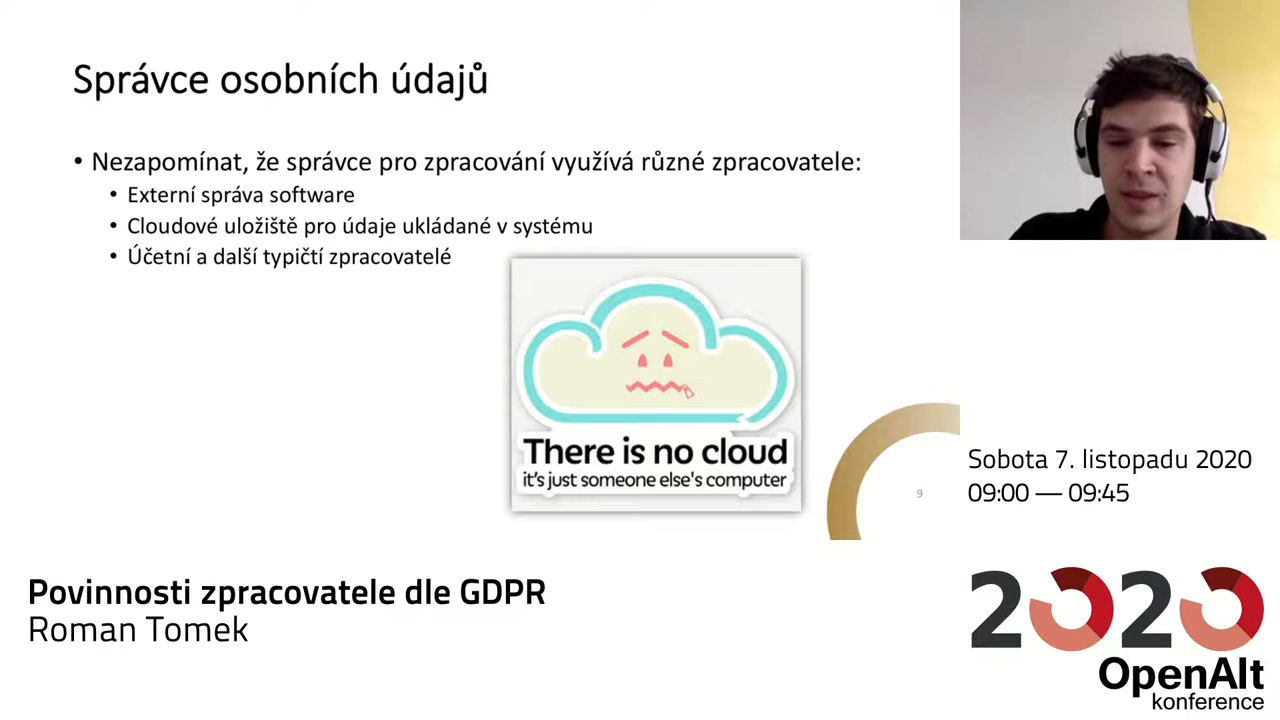 Správce osobních údajů
• Nezapomínat, že správce pro zpracování využívá různé zpracovatele:
• Externí správa software
• Cloudové uložiště pro údaje ukládané v systému
• Účetní a další typičtí zpracovatelé
There is no cloud
it's just someone else's computer
9
Sobota 7. listopadu 2020
09:00 — 09:45
Povinnosti zpracovatele dle GDPR
Roman Tomek
2020
OpenAlt
konference